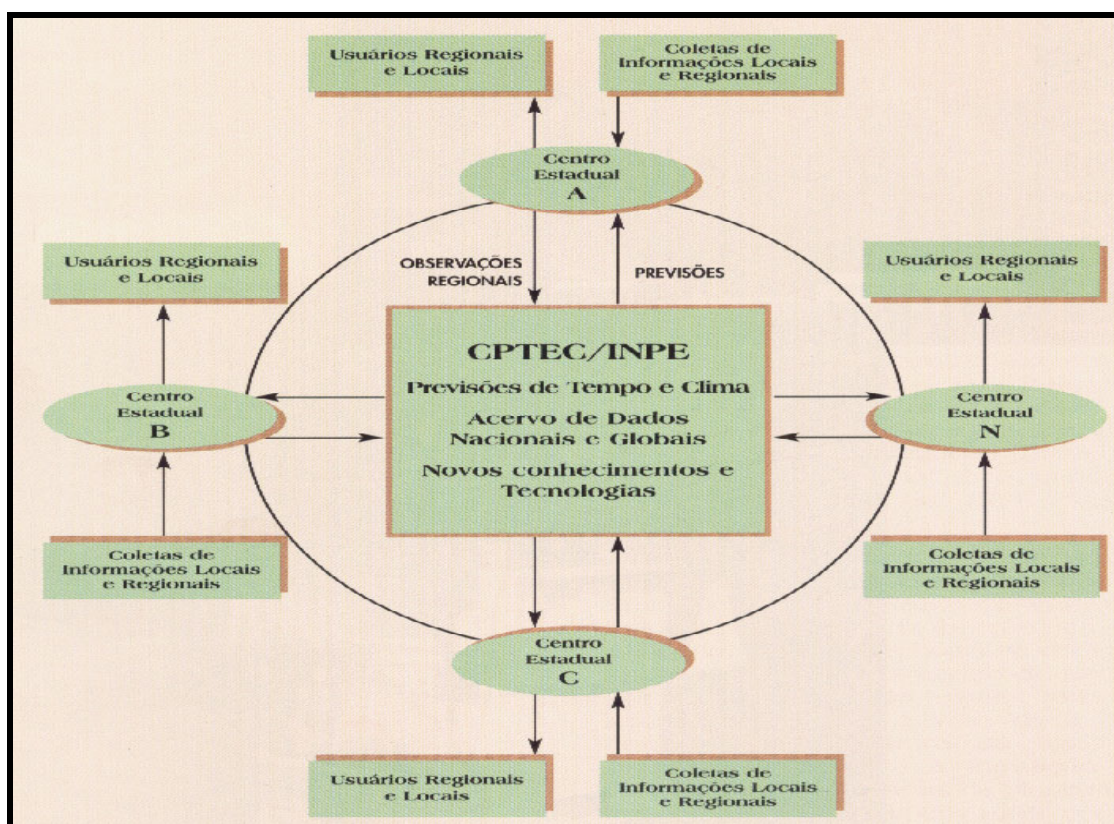 Usuários Regionais
e Locais
Coletas de
Informações Locais
e Regionais
Centro
Estadual
A
OBSERVAÇÕES
REGIONAIS
PREVISÕES
Usuários Regionais
e Locais
Usuários Regionais
e Locais
CPTEC/INPE
Previsões de Tempo e Clima
Acervo de Dados
Nacionais e Globais
Novos conhecimentos e
Tecnologias
Centro
Estadual
B
Centro
Estadual
N
Coletas de
Informações Locais
e Regionais
Coletas de
Informações Locais
e Regionais
Centro
Estadual
C
Usuários Regionais
e Locais
Coletas de
Informações Locais
e Regionais